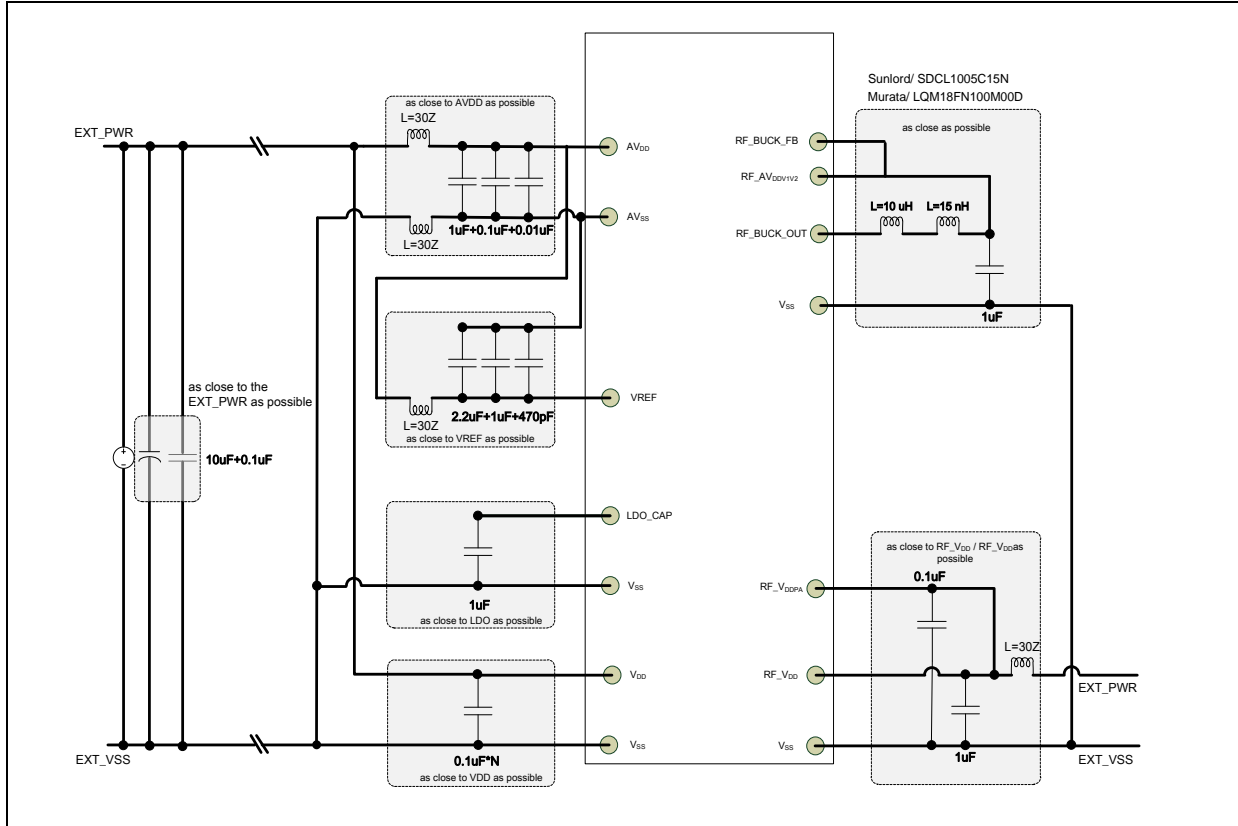 Sunlord/ SDCL1005C15N
Murata/ LQM18FN100M00D
as close to AVDD as possible
L=30Z
EXT_PWR
AVDD
AVSS
L=30Z
1uF+0.1uF+0.01uF
as close as possible
RF_BUCK_FB
RF_AVDDV1V2
L=10 uH
L=15 nH
RF_BUCK_OUT
VSS
1uF
as close to the
EXT_PWR as possible
10uF+0.1uF
+
−
VREF
L=30Z
2.2uF+1uF+470pF
as close to VREF as possible
LDO_CAP
VSS
1uF
as close to LDO as possible
VDD
VSS
0.1uF*N
as close to VDD as possible
EXT_VSS
as close to RF_VDD / RF_VDDas
possible
0.1uF
RF_VDDPA
L=30Z
RF_VDD
EXT_PWR
VSS
1uF
EXT_VSS